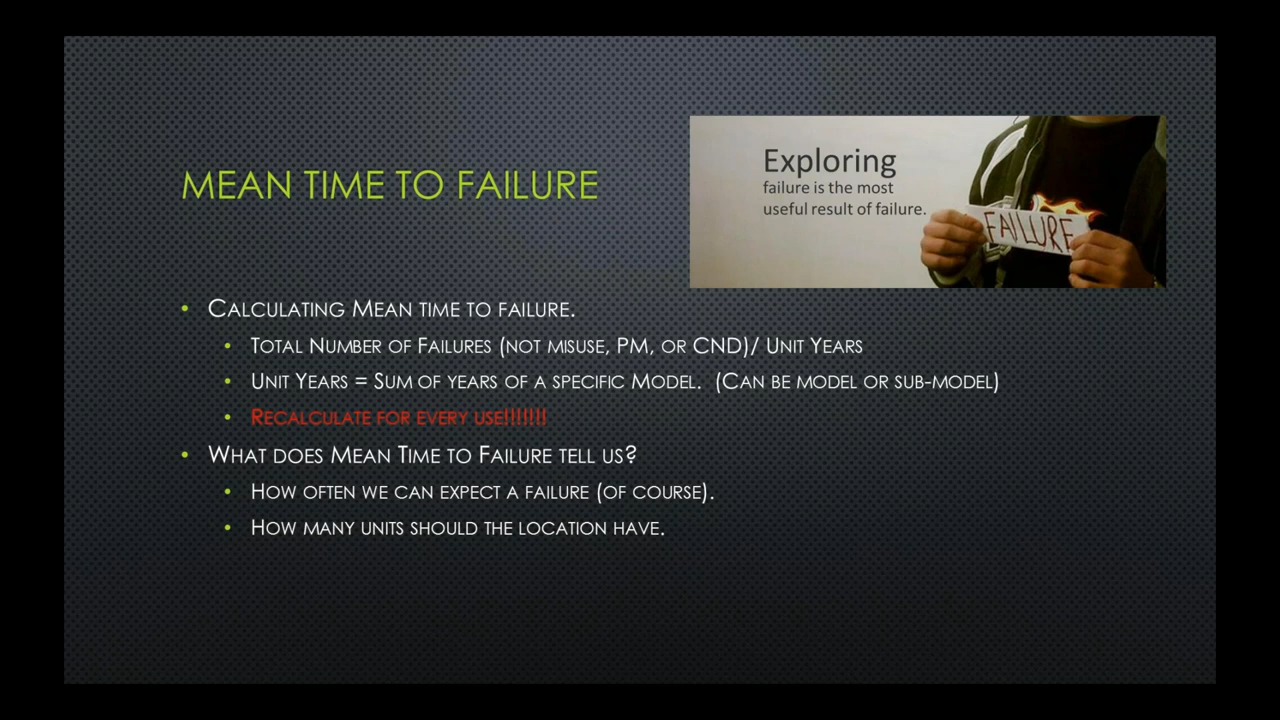 MEAN TIME TO FAILURE
Exploring
failure is the most
useful result of failure.
FAILURE
• Calculating Mean time to failure.
• Total Number of Failures (not misuse, PM, or CND)/ Unit Years
• Unit Years = Sum of years of a specific Model. (Can be model or sub-model)
• Recalculate for every use!!!!!!!
• What does Mean Time to Failure tell us?
• How often we can expect a failure (of course).
• How many units should the location have.